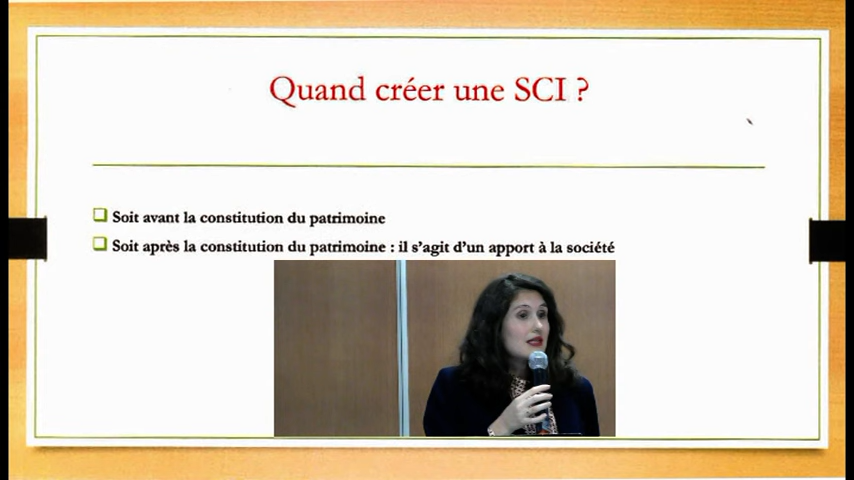 Quand créer une SCI ?
Soit avant la constitution du patrimoine
Soit après la constitution du patrimoine : il s'agit d'un apport à la société